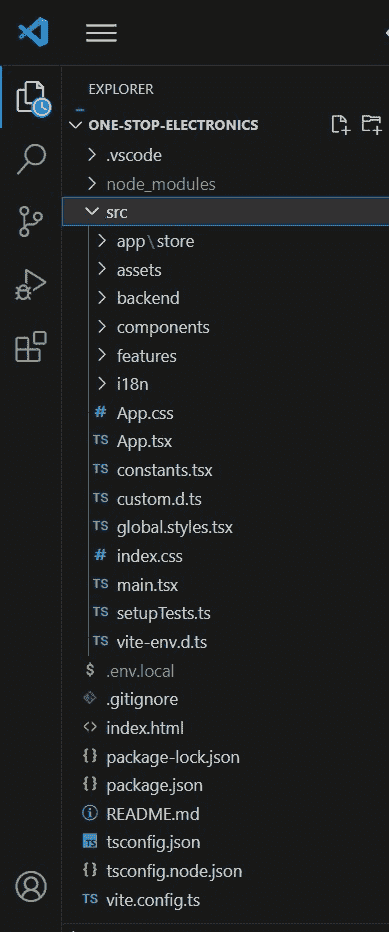 EXPLORER
ONE-STOP-ELECTRONICS
.vscode
node_modules
src
app\store
assets
backend
components
features
i18n
# App.css
TS App.tsx
TS constants.tsx
TS custom.d.ts
TS global.styles.tsx
# index.css
TS main.tsx
TS setupTests.ts
TS vite-env.d.ts
$ .env.local
.gitignore
<> index.html
{} package-lock.json
{} package.json
README.md
TS tsconfig.json
{} tsconfig.node.json
TS vite.config.ts